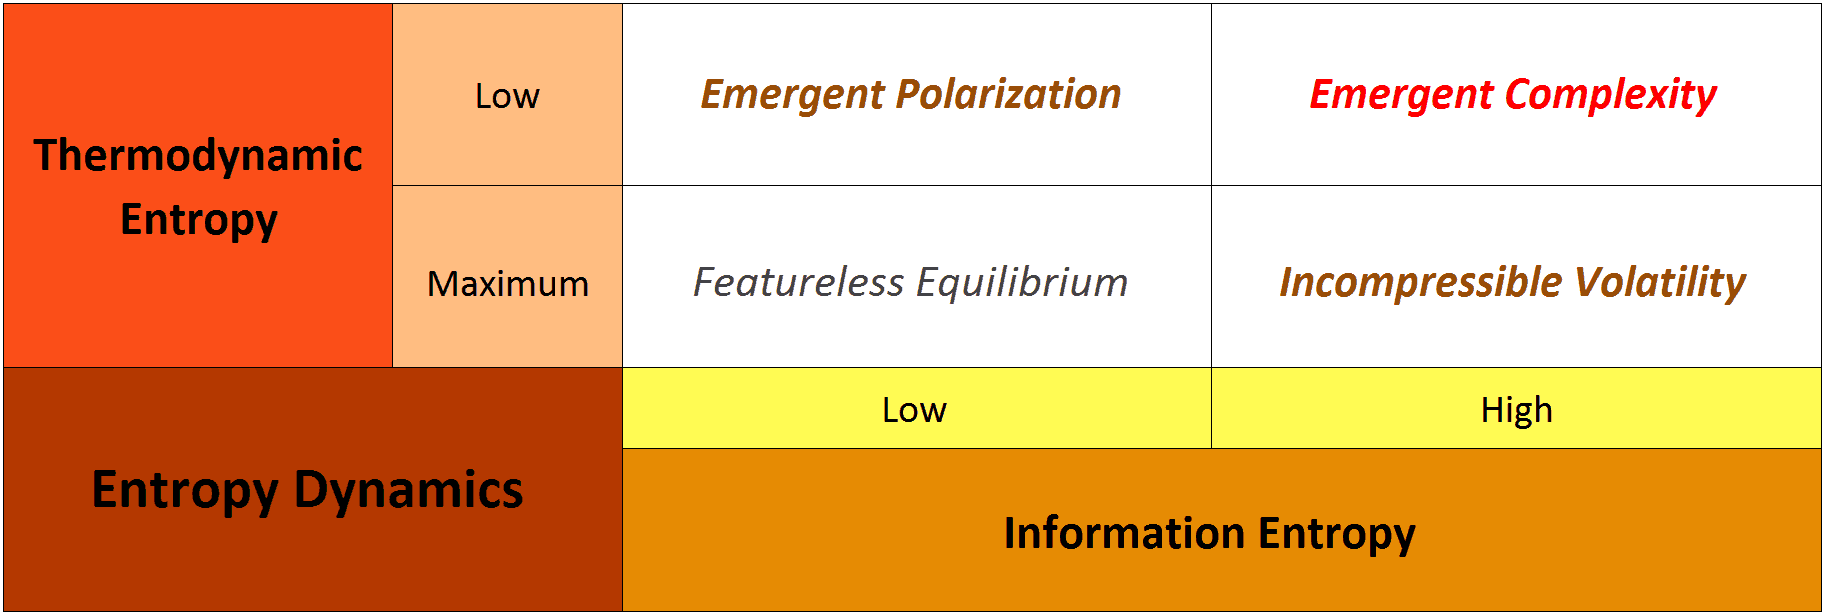 Thermodynamic
Entropy
Low
Emergent Polarization
Emergent Complexity
Maximum
Featureless Equilibrium
Incompressible Volatility
Entropy Dynamics
Low
High
Information Entropy